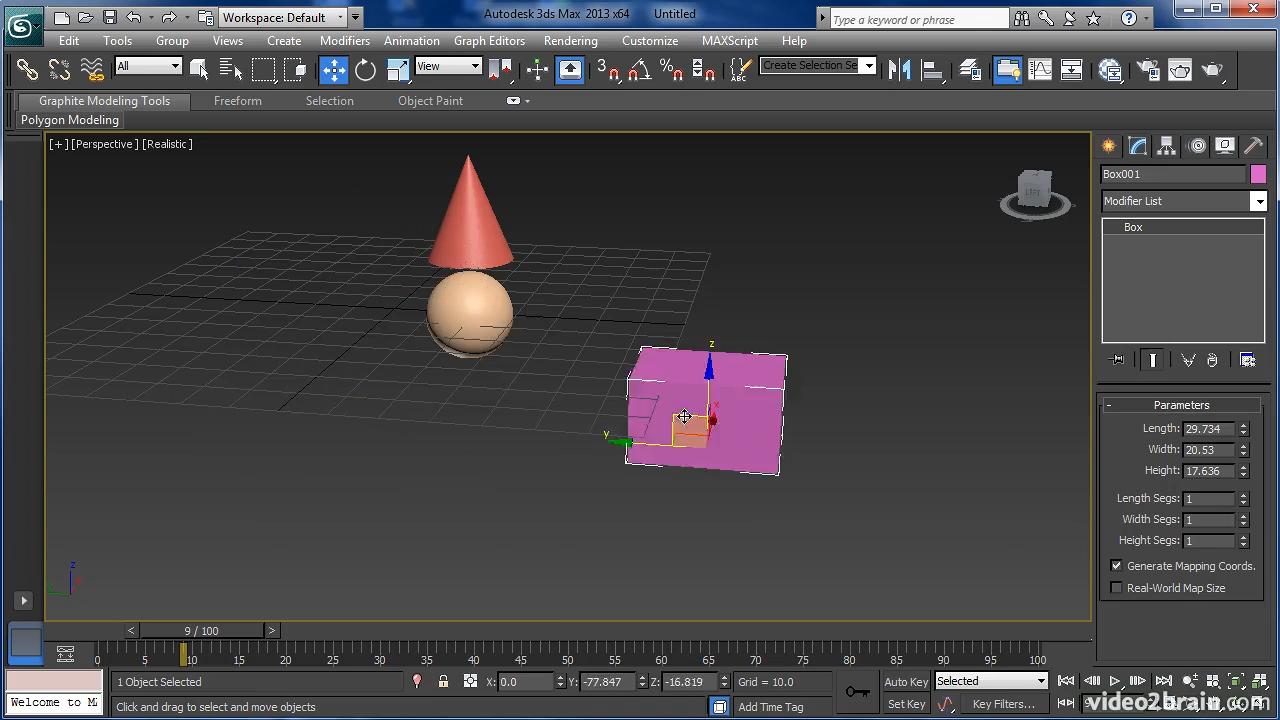 Workspace: Default
Autodesk 3ds Max 2013 x64    Untitled
Type a keyword or phrase
Edit Tools Group Views Create Modifiers Animation Graph Editors Rendering Customize MAXScript Help
All
View
3
Create Selection Se
Graphite Modeling Tools Freeform Selection Object Paint
Polygon Modeling
[+][Perspective][Realistic]
Box001
Modifier List
Box
z
x
y
- Parameters
Length: 29.734
Width: 20.53
Height: 17.636
Length Segs: 1
Width Segs: 1
Height Segs: 1
Generate Mapping Coords.
Real-World Map Size
z
< 9 / 100 >
0 5 10 15 20 25 30 35 40 45 50 55 60 65 70 75 80 85 90 95 100
1 Object Selected X: 0.0 Y: -77.847 Z: -16.819 Grid = 10.0 Auto Key Selected
Welcome to M
Click and drag to select and move objects Add Time Tag Set Key Key Filters...
video2brain.com